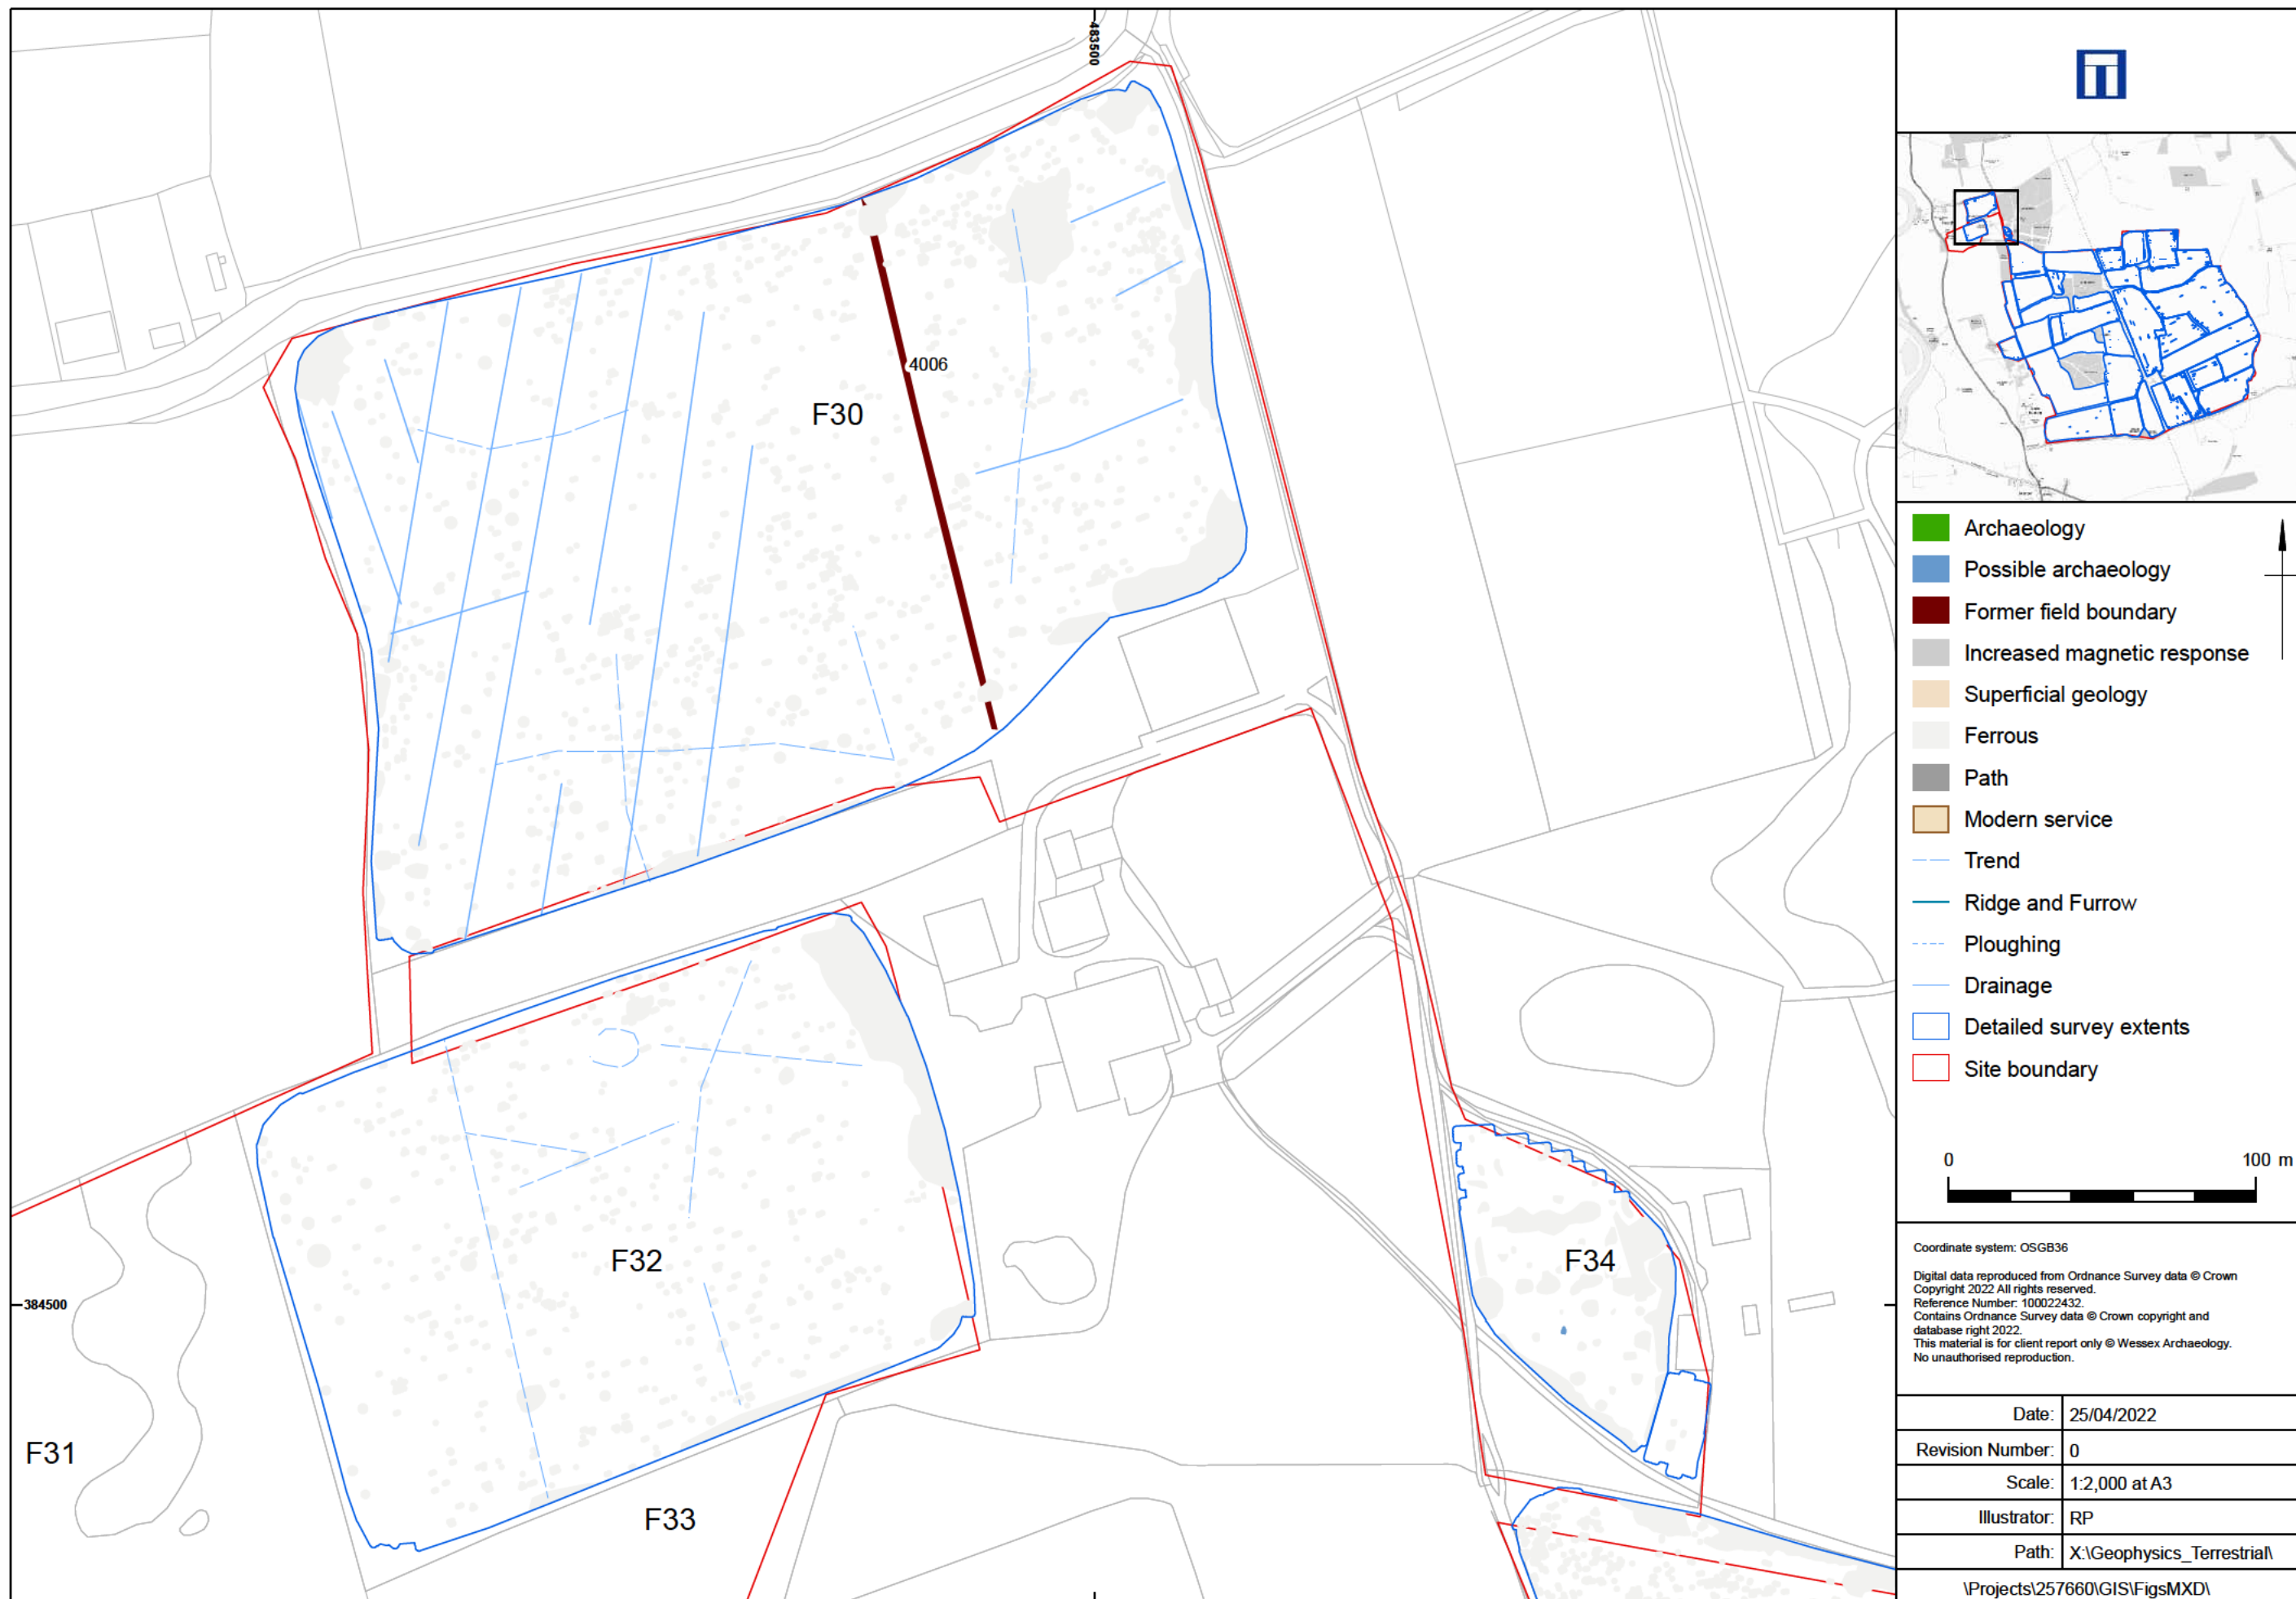 483500
4006
F30
F32
F34
384500
F31
F33
Archaeology
Possible archaeology
Former field boundary
Increased magnetic response
Superficial geology
Ferrous
Path
Modern service
Trend
Ridge and Furrow
Ploughing
Drainage
Detailed survey extents
Site boundary
0 100 m
Coordinate system: OSGB36
Digital data reproduced from Ordnance Survey data © Crown
Copyright 2022 All rights reserved.
Reference Number: 100022432.
Contains Ordnance Survey data © Crown copyright and
database right 2022.
This material is for client report only © Wessex Archaeology.
No unauthorised reproduction.
Date: 25/04/2022
Revision Number: 0
Scale: 1:2,000 at A3
Illustrator: RP
Path: X:\Geophysics_Terrestrial\
\Projects\257660\GIS\FigsMXD\